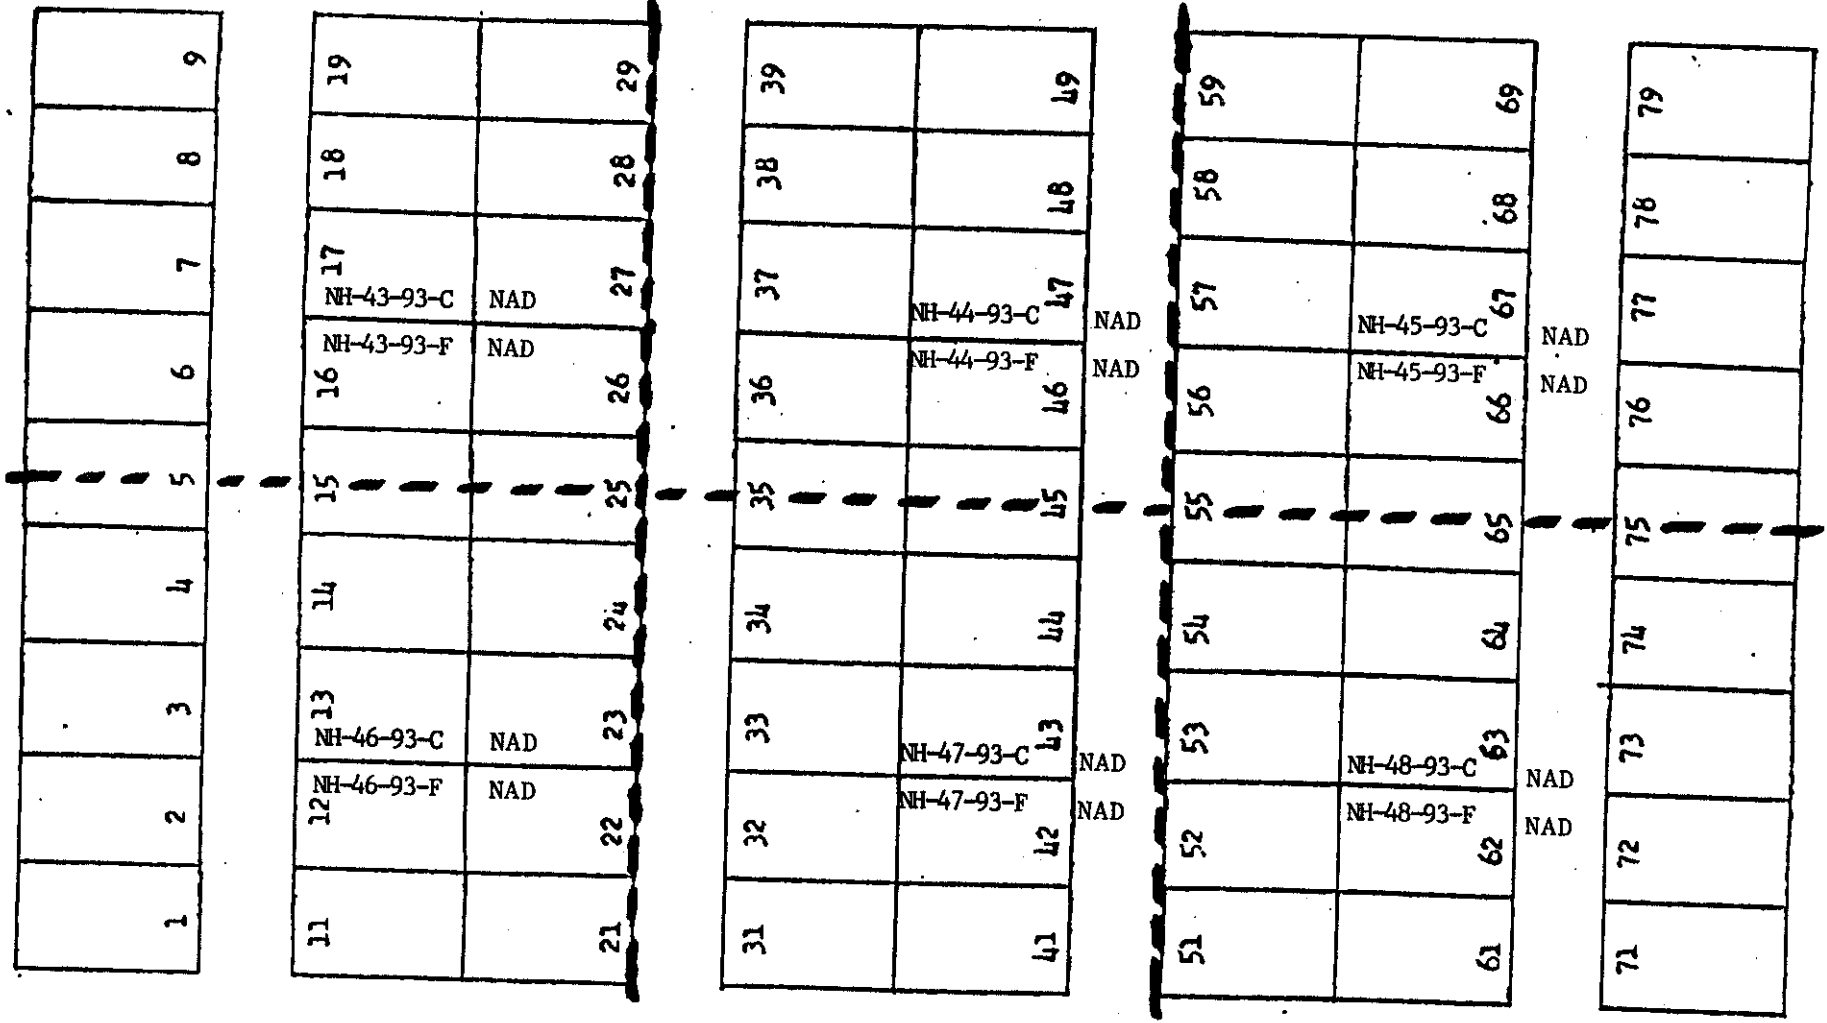 9 19 29 39 49 59 69 79
8 18 28 38 48 58 68 78
7 17 27 37 47 57 67 77
NH-43-93-C NAD NH-44-93-C NAD NH-45-93-C NAD
NH-43-93-F NAD NH-44-93-F NAD NH-45-93-F NAD
6 16 26 36 46 56 66 76
5 15 25 35 45 55 65 75
4 14 24 34 44 54 64 74
3 13 23 33 43 53 63 73
NH-46-93-C NAD NH-47-93-C NAD NH-48-93-C NAD
NH-46-93-F NAD NH-47-93-F NAD NH-48-93-F NAD
2 12 22 32 42 52 62 72
1 11 21 31 41 51 61 71